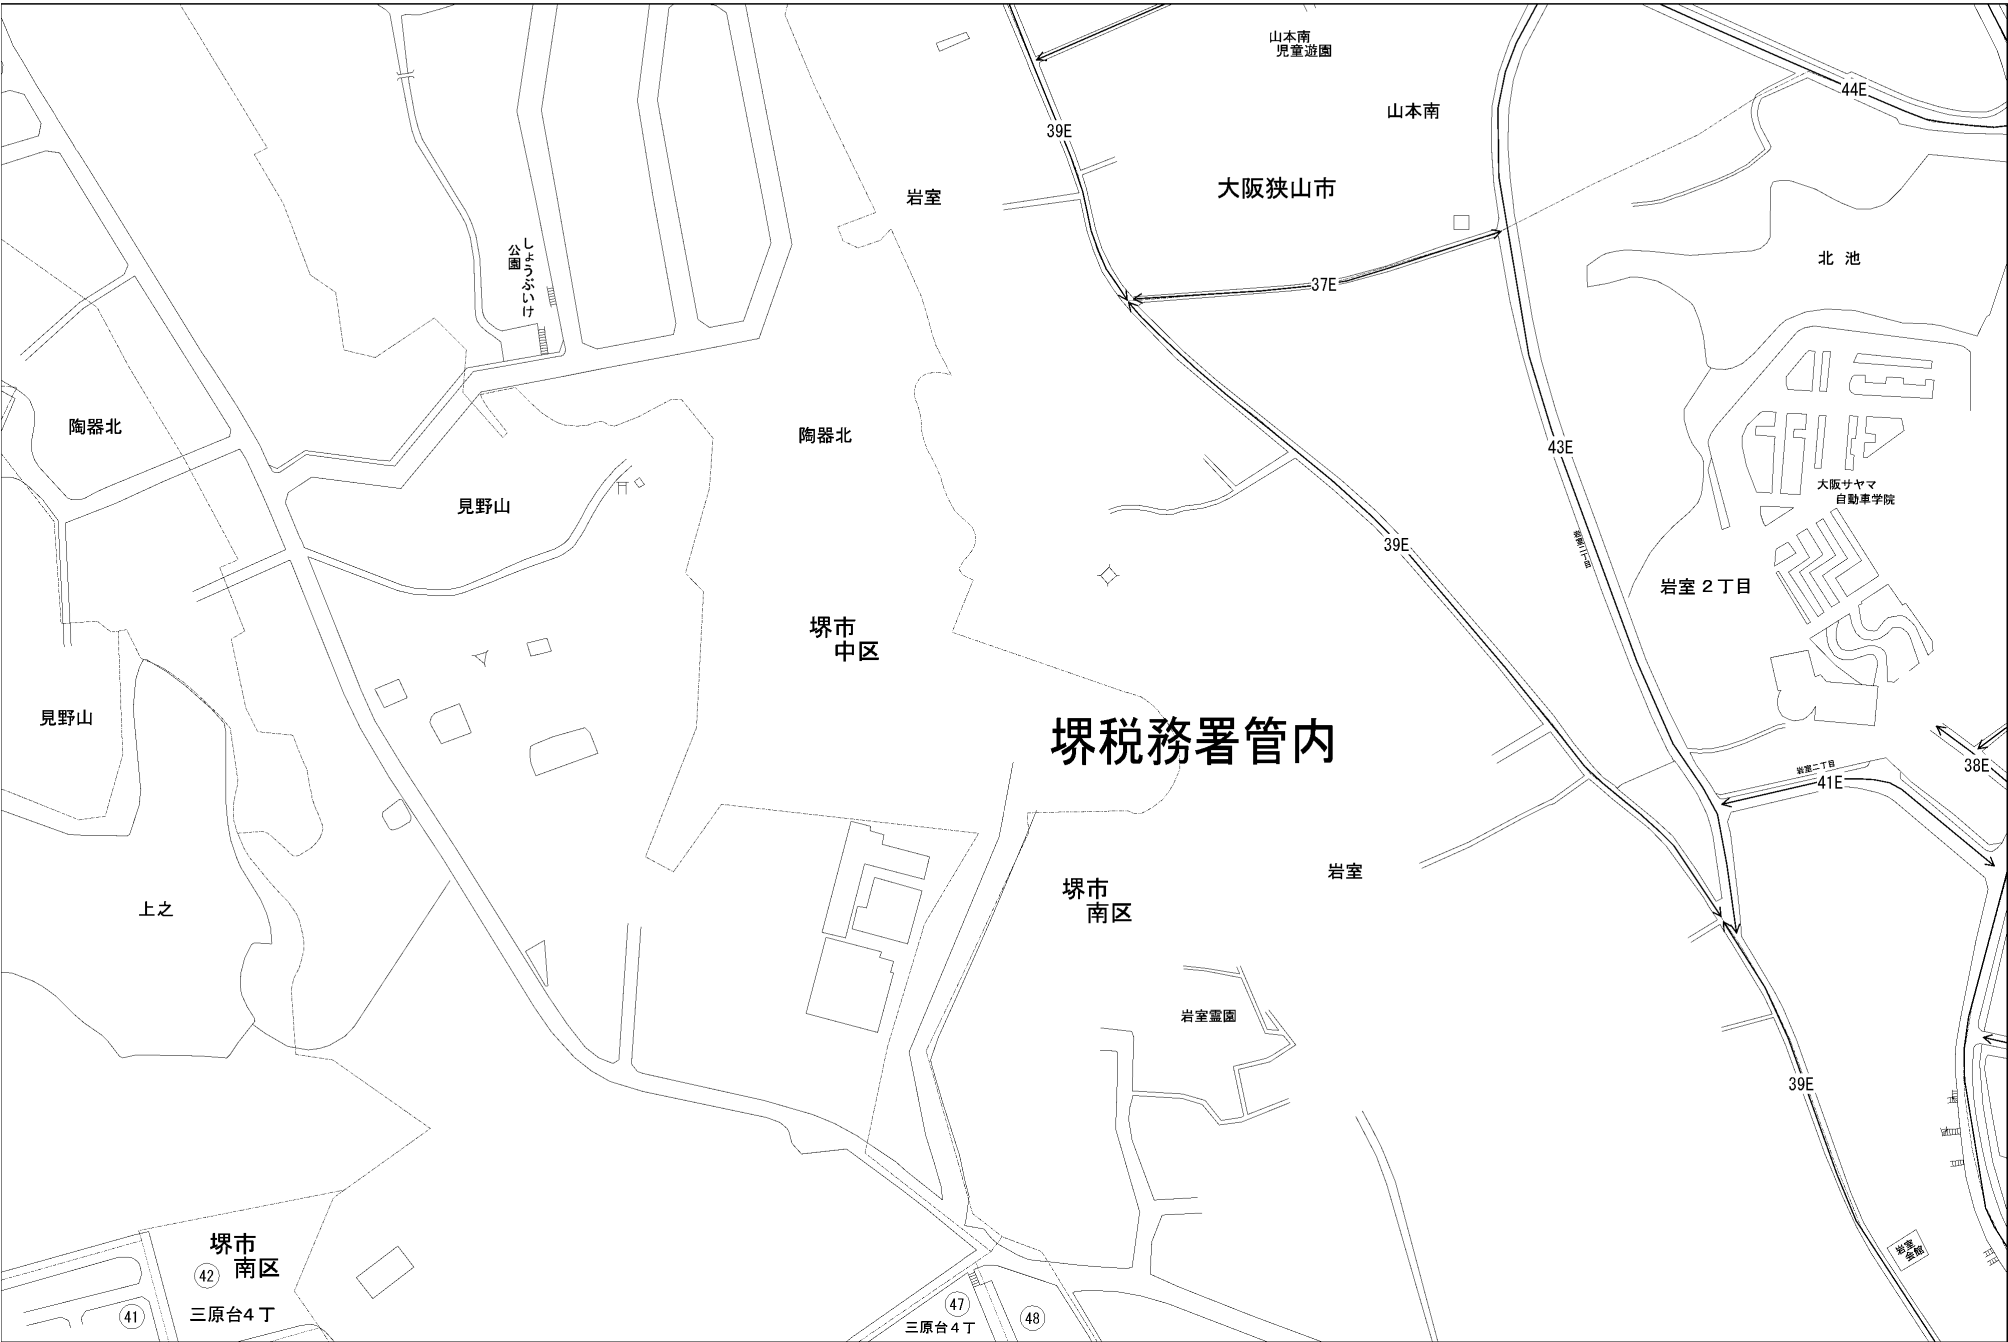 山本南
児童遊園
44E
山本南
39E
大阪狭山市
岩室
しょうぶいけ
公園
北 池
37E
陶器北
陶器北
43E
大阪サヤマ
自動車学院
見野山
39E
岩室二丁目
岩室２丁目
堺市
中区
見野山
堺税務署管内
38E
岩室二丁目
41E
岩室
堺市
南区
上之
岩室霊園
39E
堺市
南区
42
岩室
会館
三原台４丁
41
47
48
三原台４丁